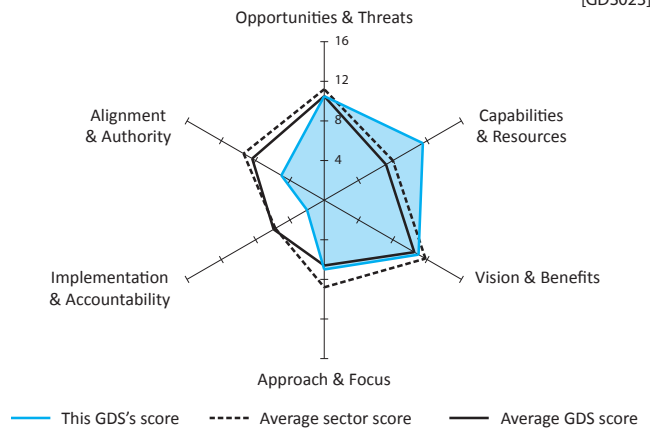 Opportunities & Threats
16
12
8
4
Alignment
& Authority
Capabilities
& Resources
Implementation
& Accountability
Vision & Benefits
Approach & Focus
This GDS's score
Average sector score
Average GDS score